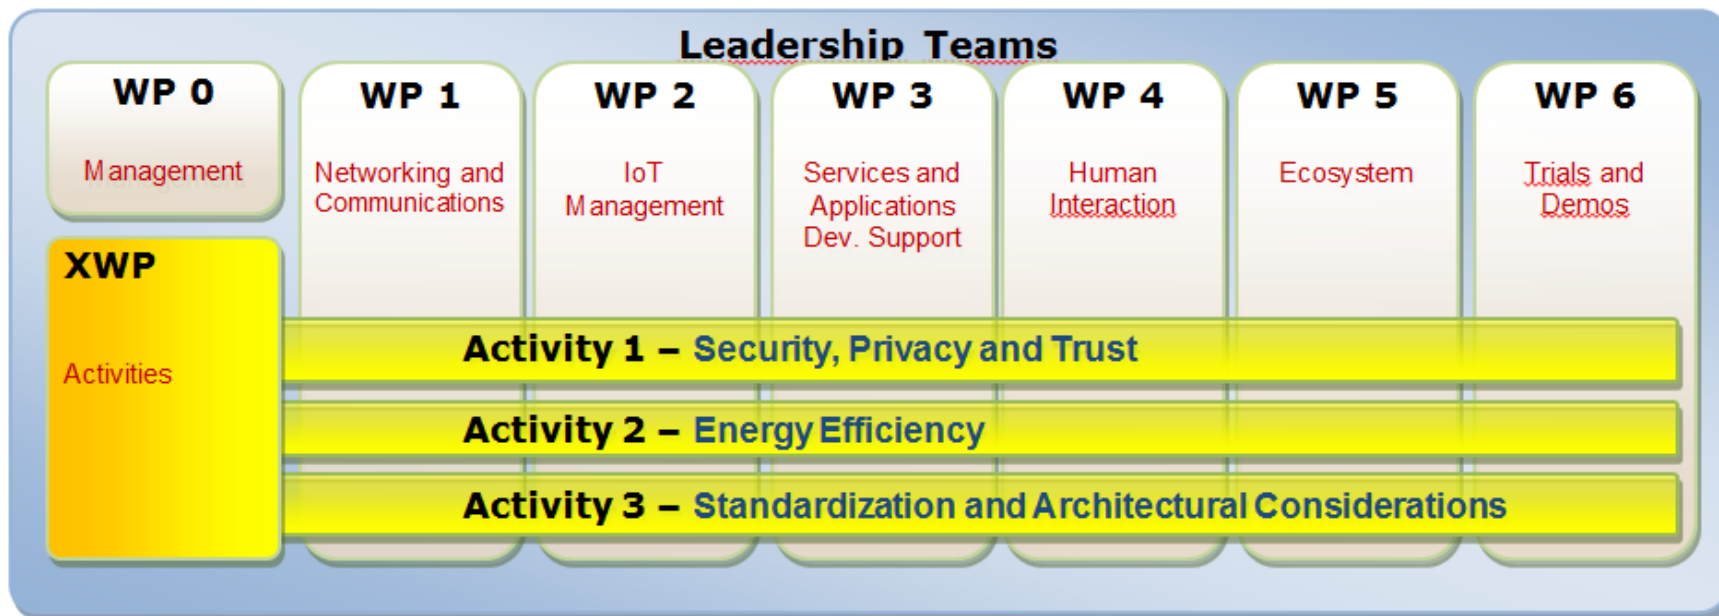 Leadership Teams
WP 0
Management
WP 1
Networking and
Communications
WP 2
IoT
Management
WP 3
Services and
Applications
Dev. Support
WP 4
Human
Interaction
WP 5
Ecosystem
WP 6
Trials and
Demos
XWP
Activities
Activity 1 – Security, Privacy and Trust
Activity 2 – Energy Efficiency
Activity 3 – Standardization and Architectural Considerations